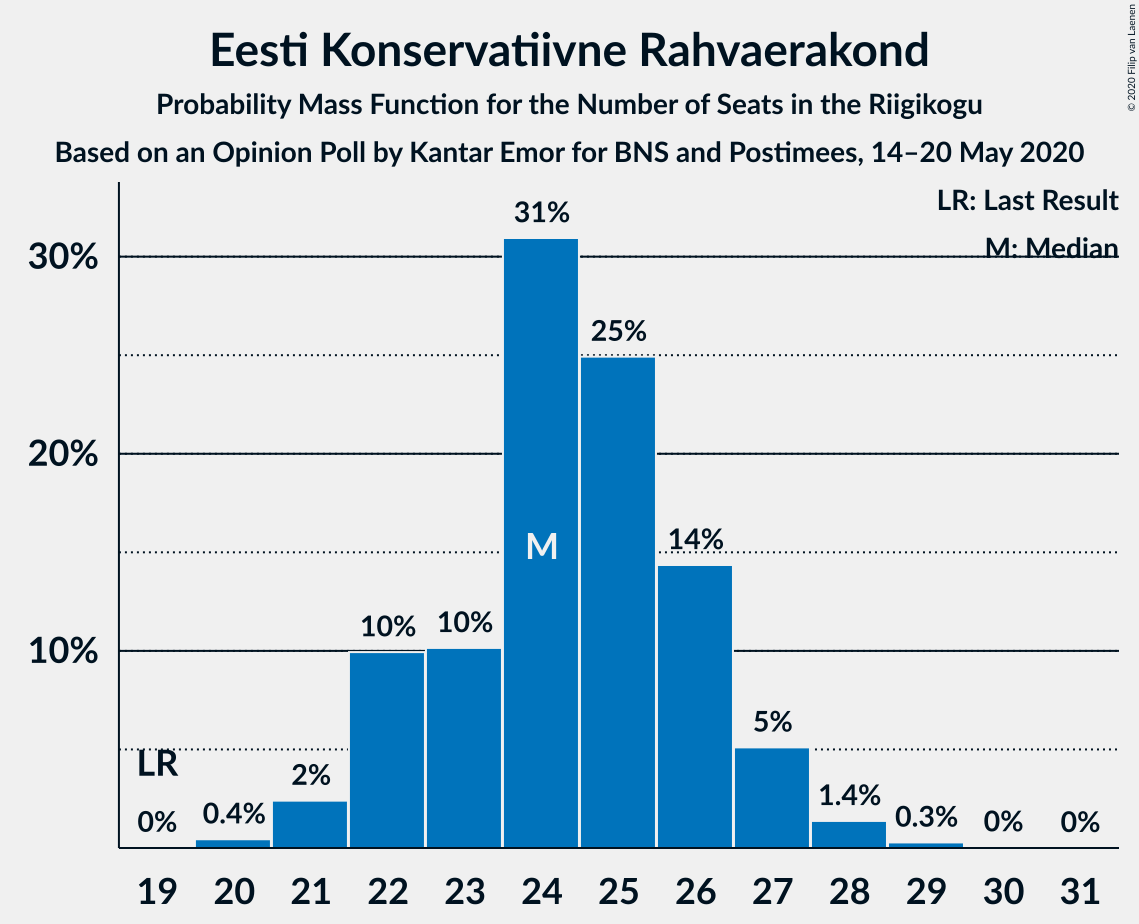 Eesti Konservatiivne Rahvaerakond
Probability Mass Function for the Number of Seats in the Riigikogu
Based on an Opinion Poll by Kantar Emor for BNS and Postimees, 14–20 May 2020
© 2020 Filip van Laenen
LR: Last Result
M: Median
30%
20%
10%
LR
0%
0.4%
2%
10%
10%
31%
M
25%
14%
5%
1.4%
0.3%
0%
0%
19 20 21 22 23 24 25 26 27 28 29 30 31